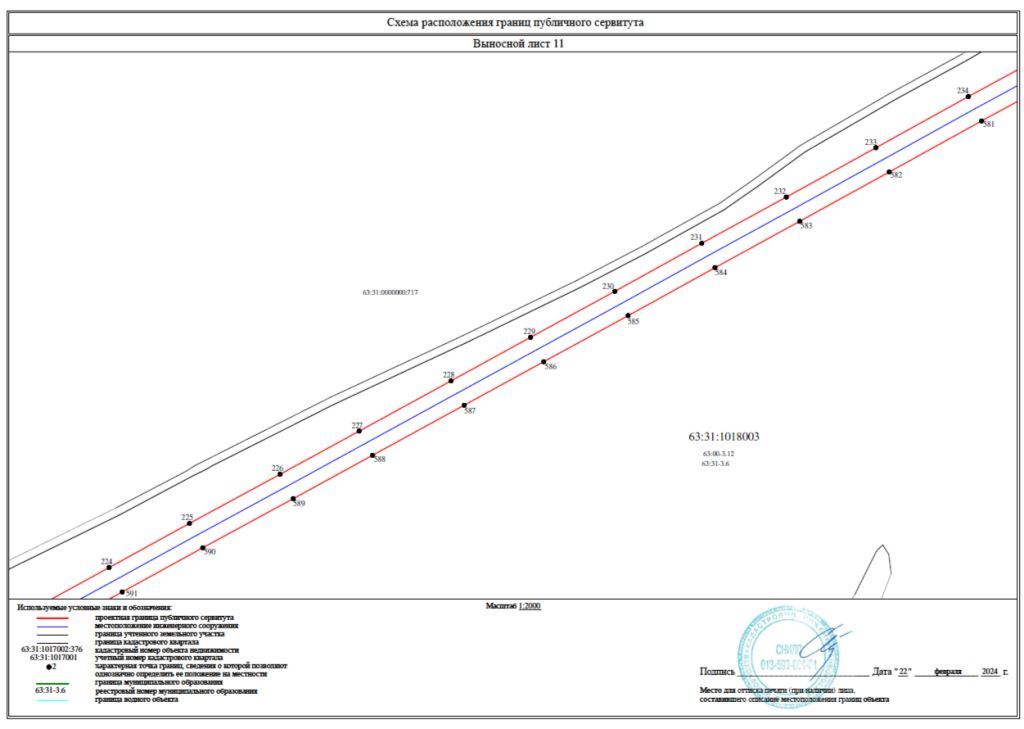 Схема расположения границ публичного сервитута
Выносной лист 11
234
581
233
582
232
583
231
584
230
585
63:31:0000000:717
229
586
228
587
227
588
63:31:1018003
63:00-3.12
63:31-3.6
226
589
225
590
224
591
Используемые условные знаки и обозначения:
Масштаб 1:2000
проектная граница публичного сервитута
местоположение инженерного сооружения
граница учтенного земельного участка
граница кадастрового квартала
63:31:1017002:376 кадастровый номер объекта недвижимости
63:31:1017001 учетный номер кадастрового квартала
2 характерная точка границ, сведения о которой позволяют
однозначно определить ее положение на местности
граница муниципального образования
63:31-3.6 реестровый номер муниципального образования
граница водного объекта
СНИЛС
Подпись Дата "22" февраля 2024 г.
Место для оттиска печати (при наличии) лица,
составившего описание местоположения границ объекта